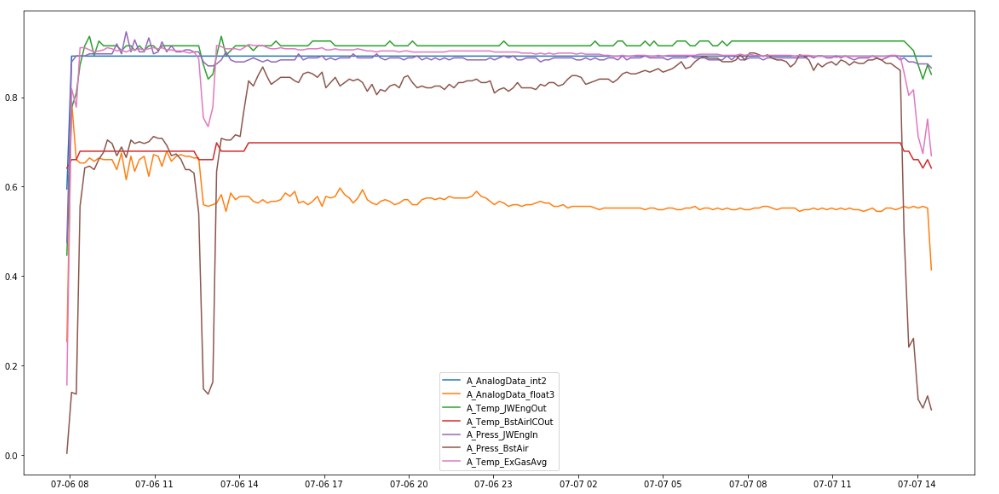 0.8
0.6
0.4
0.2
0.0
A_AnalogData_int2
A_AnalogData_float3
A_Temp_JWEngOut
A_Temp_BstAirICOut
A_Press_JWEngIn
A_Press_BstAir
A_Temp_ExGasAvg
07-06 08 07-06 11 07-06 14 07-06 17 07-06 20 07-06 23 07-07 02 07-07 05 07-07 08 07-07 11 07-07 14